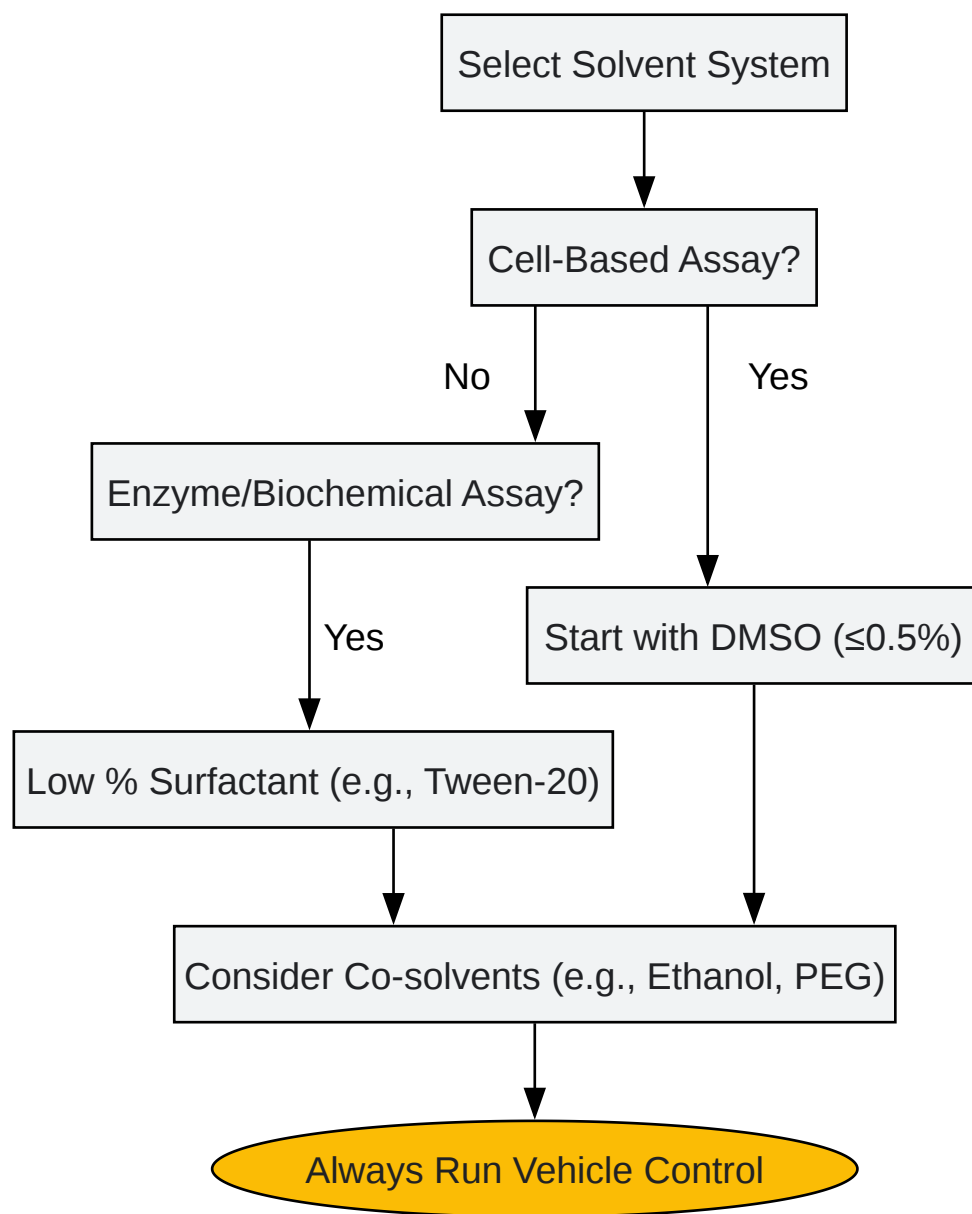 Select Solvent System
Cell-Based Assay?
No
Yes
Enzyme/Biochemical Assay?
Start with DMSO (≤0.5%)
Yes
Low % Surfactant (e.g., Tween-20)
Consider Co-solvents (e.g., Ethanol, PEG)
Always Run Vehicle Control